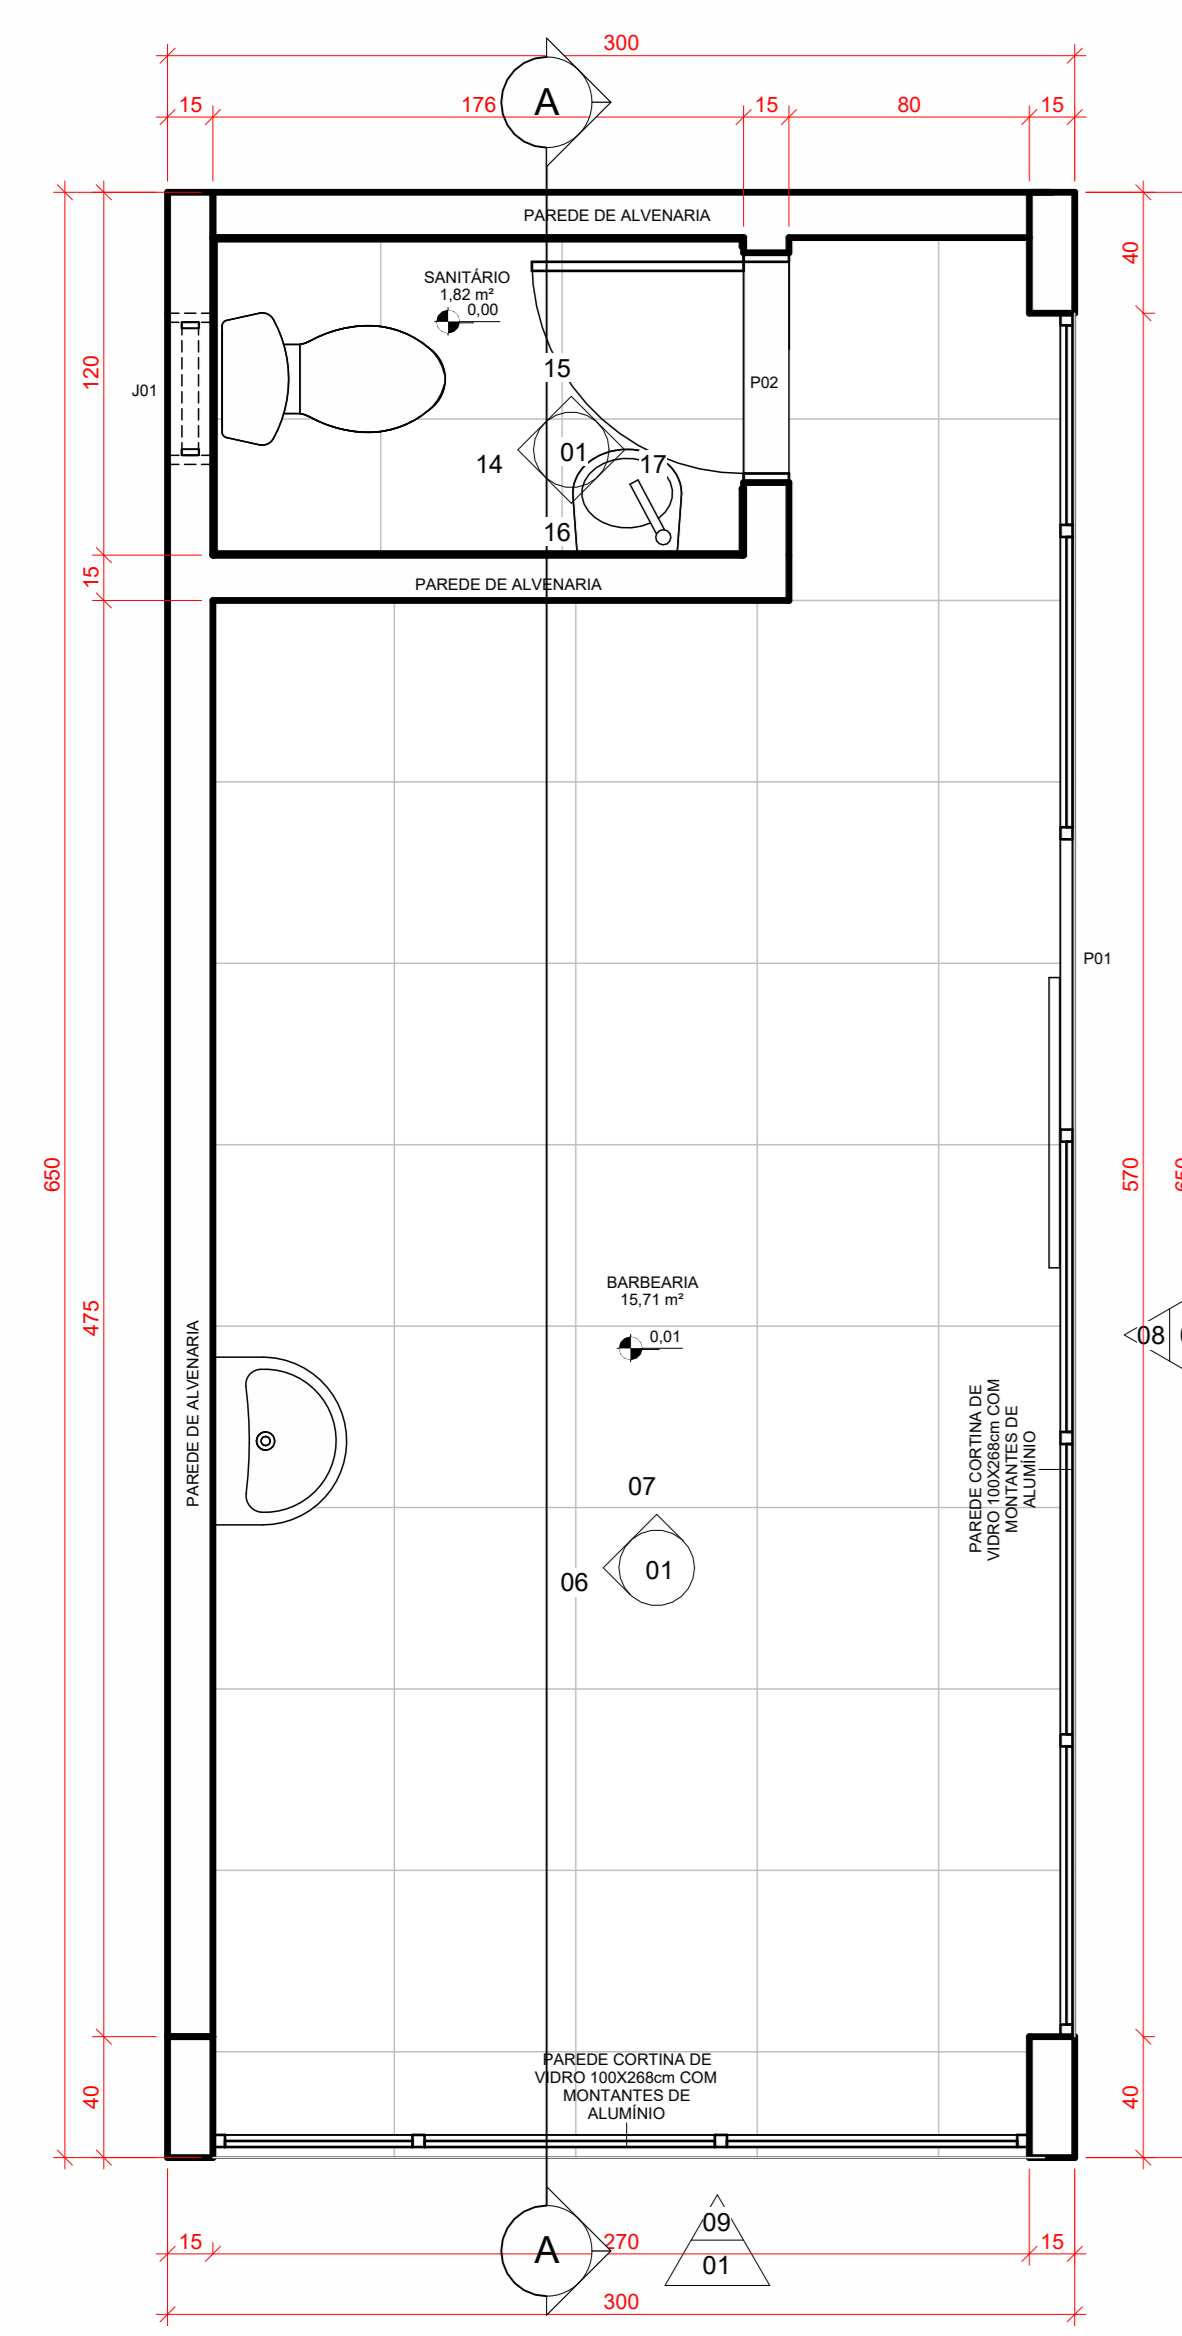 300
A
15
176
15
80
15
PAREDE DE ALVENARIA
40
SANITÁRIO
1,82 m²
0,00
120
J01
15
P02
14
01
17
16
15
PAREDE DE ALVENARIA
P01
650
570
650
475
BARBEARIA
15,71 m²
0,01
08
PAREDE DE ALVENARIA
PAREDE CORTINA DE
VIDRO 100X268cm COM
MONTANTES DE
ALUMÍNIO
07
01
06
PAREDE CORTINA DE
VIDRO 100X268cm COM
MONTANTES DE
ALUMÍNIO
40
40
15
A
270
09
01
15
300